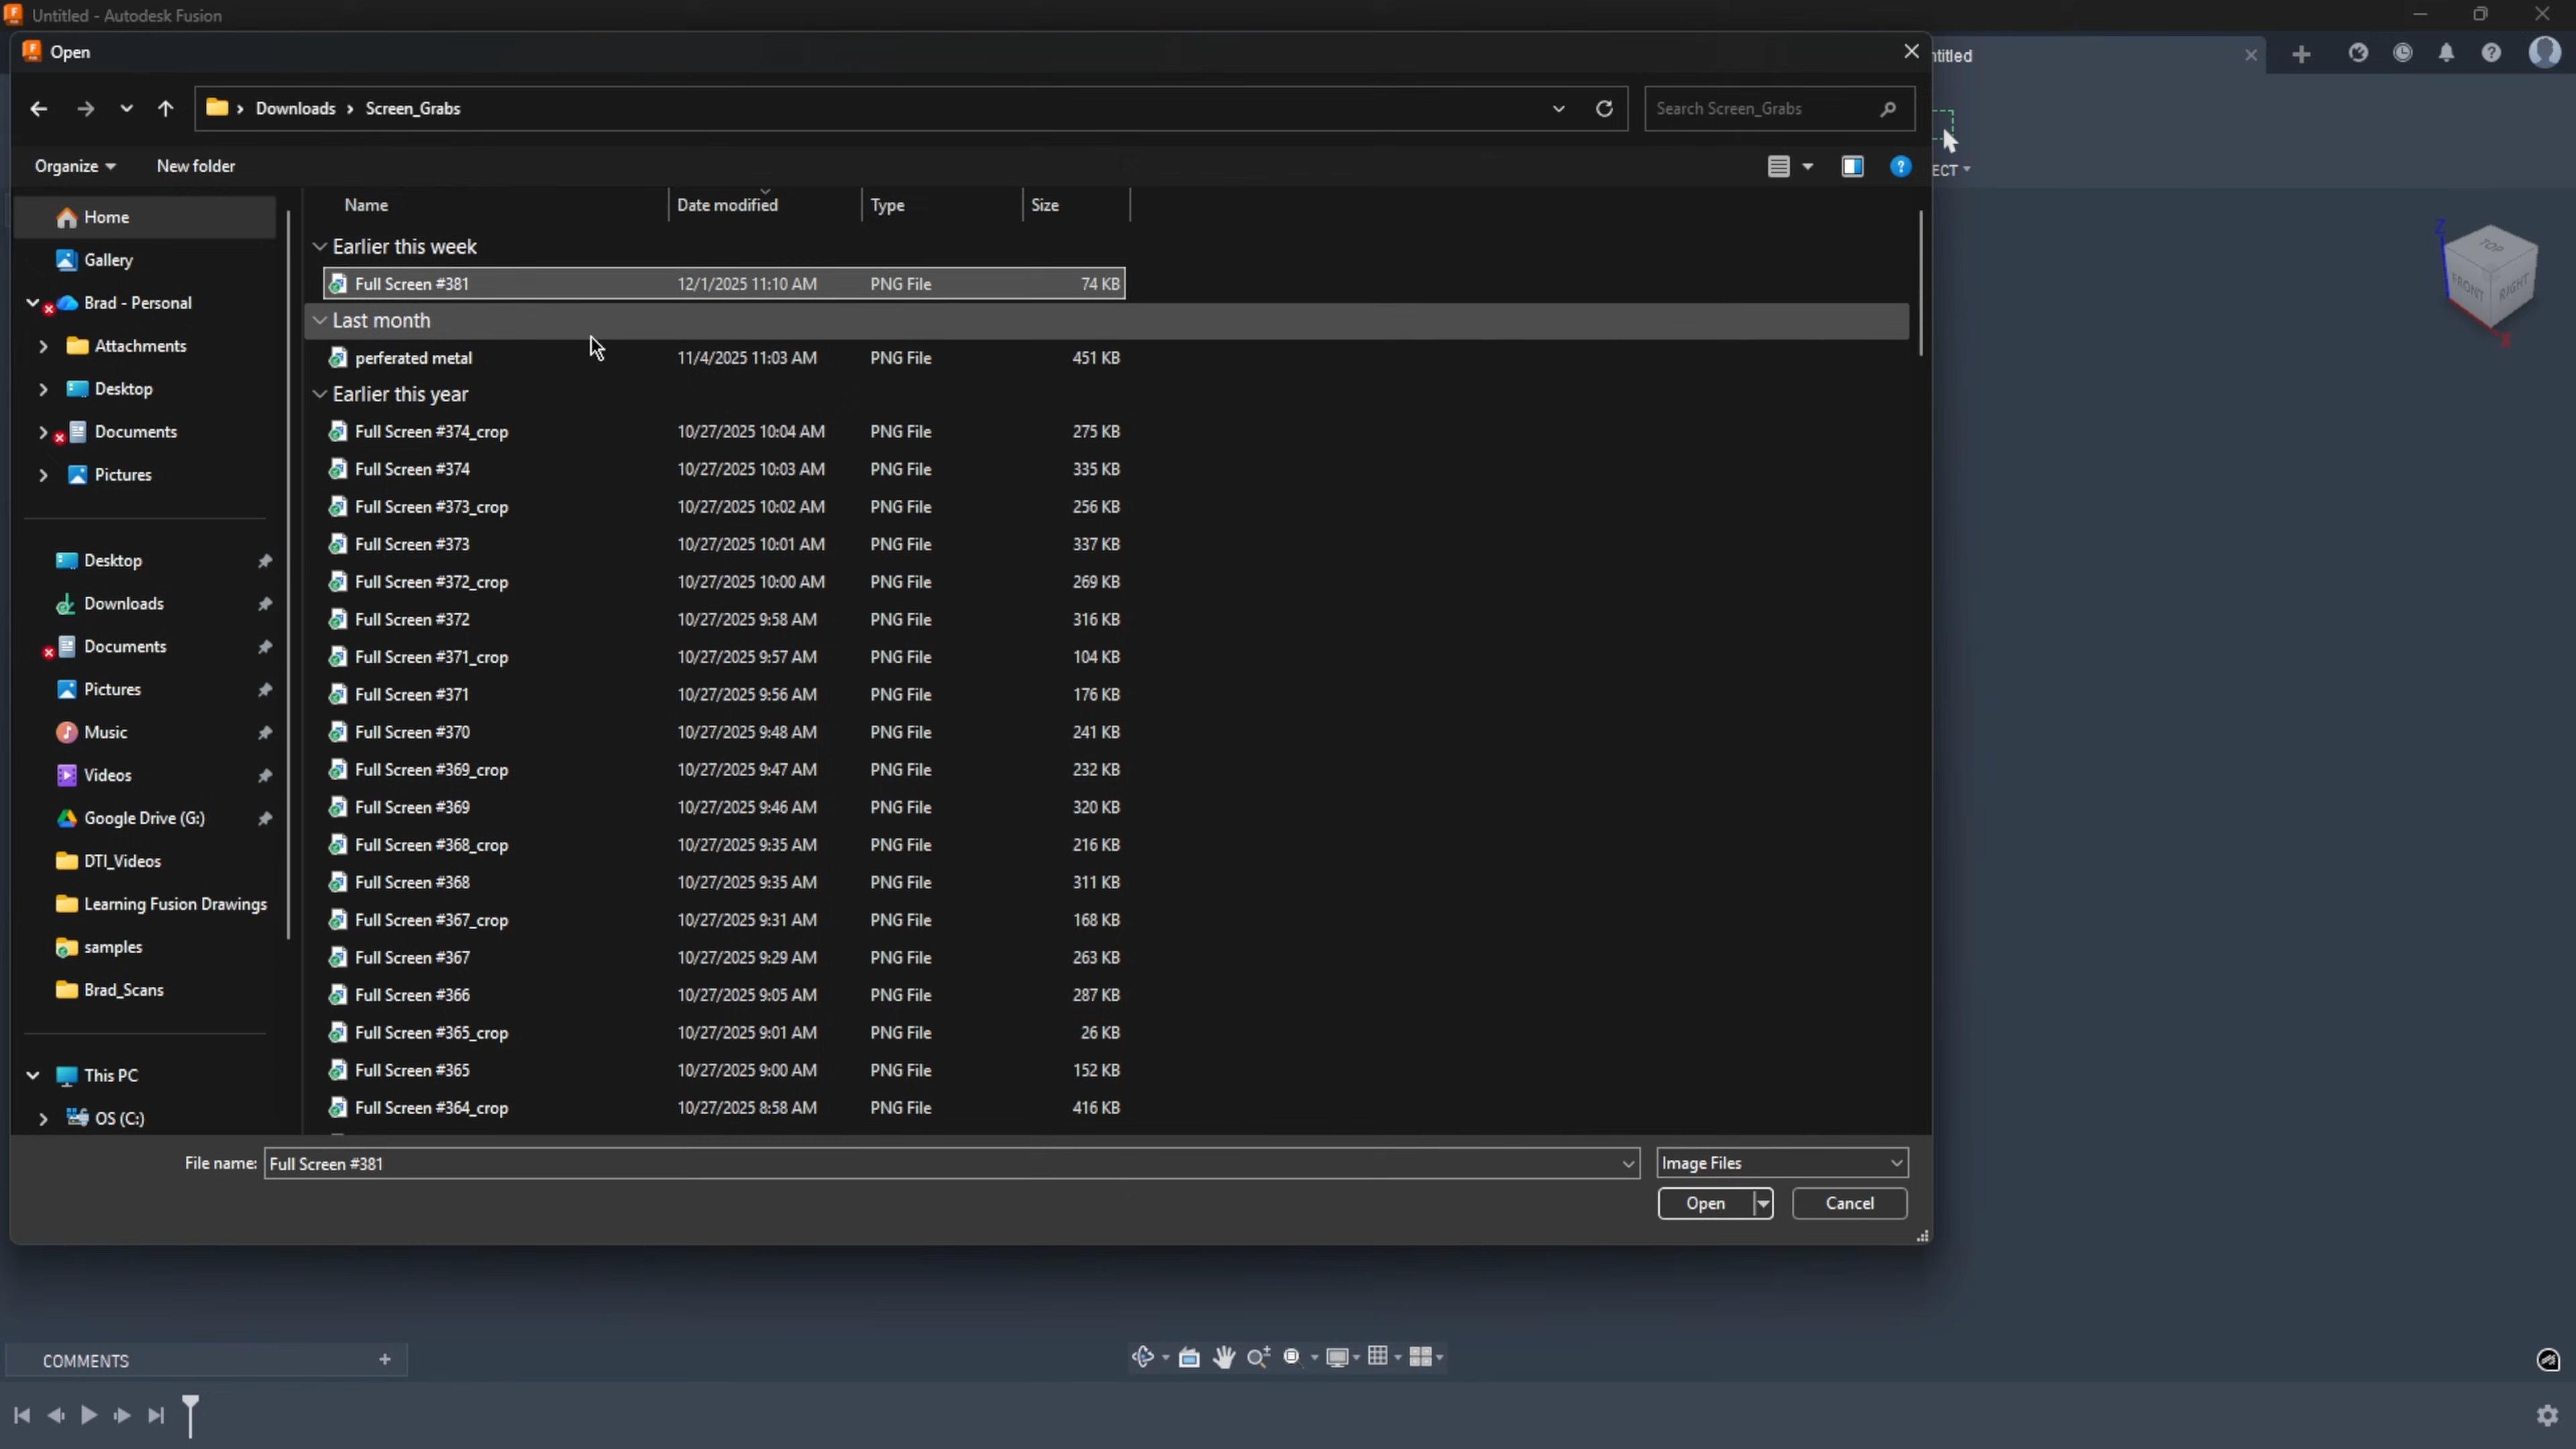 Untitled - Autodesk Fusion
Open
ntitled
Downloads > Screen_Grabs
Search Screen_Grabs
Organize
New folder
ECT
Home
Gallery
Brad - Personal
Attachments
Desktop
Documents
Pictures
Desktop
Downloads
Documents
Pictures
Music
Videos
Google Drive (G:)
DTI_Videos
Learning Fusion Drawings
samples
Brad_Scans
This PC
OS (C:)
Name Date modified Type Size
Earlier this week
Full Screen #381 12/1/2025 11:10 AM PNG File 74 KB
Last month
perferated metal 11/4/2025 11:03 AM PNG File 451 KB
Earlier this year
Full Screen #374_crop 10/27/2025 10:04 AM PNG File 275 KB
Full Screen #374 10/27/2025 10:03 AM PNG File 335 KB
Full Screen #373_crop 10/27/2025 10:02 AM PNG File 256 KB
Full Screen #373 10/27/2025 10:01 AM PNG File 337 KB
Full Screen #372_crop 10/27/2025 10:00 AM PNG File 269 KB
Full Screen #372 10/27/2025 9:58 AM PNG File 316 KB
Full Screen #371_crop 10/27/2025 9:57 AM PNG File 104 KB
Full Screen #371 10/27/2025 9:56 AM PNG File 176 KB
Full Screen #370 10/27/2025 9:48 AM PNG File 241 KB
Full Screen #369_crop 10/27/2025 9:47 AM PNG File 232 KB
Full Screen #369 10/27/2025 9:46 AM PNG File 320 KB
Full Screen #368_crop 10/27/2025 9:35 AM PNG File 216 KB
Full Screen #368 10/27/2025 9:35 AM PNG File 311 KB
Full Screen #367_crop 10/27/2025 9:31 AM PNG File 168 KB
Full Screen #367 10/27/2025 9:29 AM PNG File 263 KB
Full Screen #366 10/27/2025 9:05 AM PNG File 287 KB
Full Screen #365_crop 10/27/2025 9:01 AM PNG File 26 KB
Full Screen #365 10/27/2025 9:00 AM PNG File 152 KB
Full Screen #364_crop 10/27/2025 8:58 AM PNG File 416 KB
Z
TOP
FRONT
RIGHT
X
File name: Full Screen #381
Image Files
Open
Cancel
COMMENTS